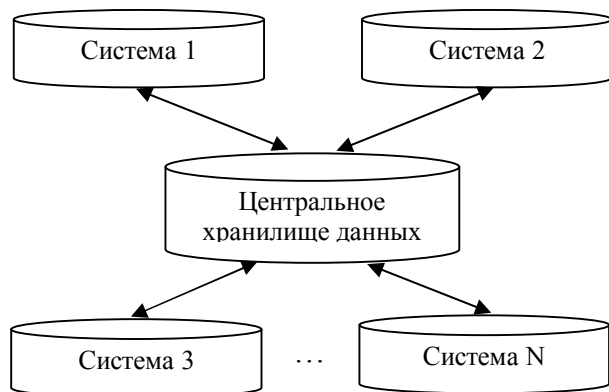 Система 1
Система 2
Центральное
хранилище данных
Система 3
...
Система N